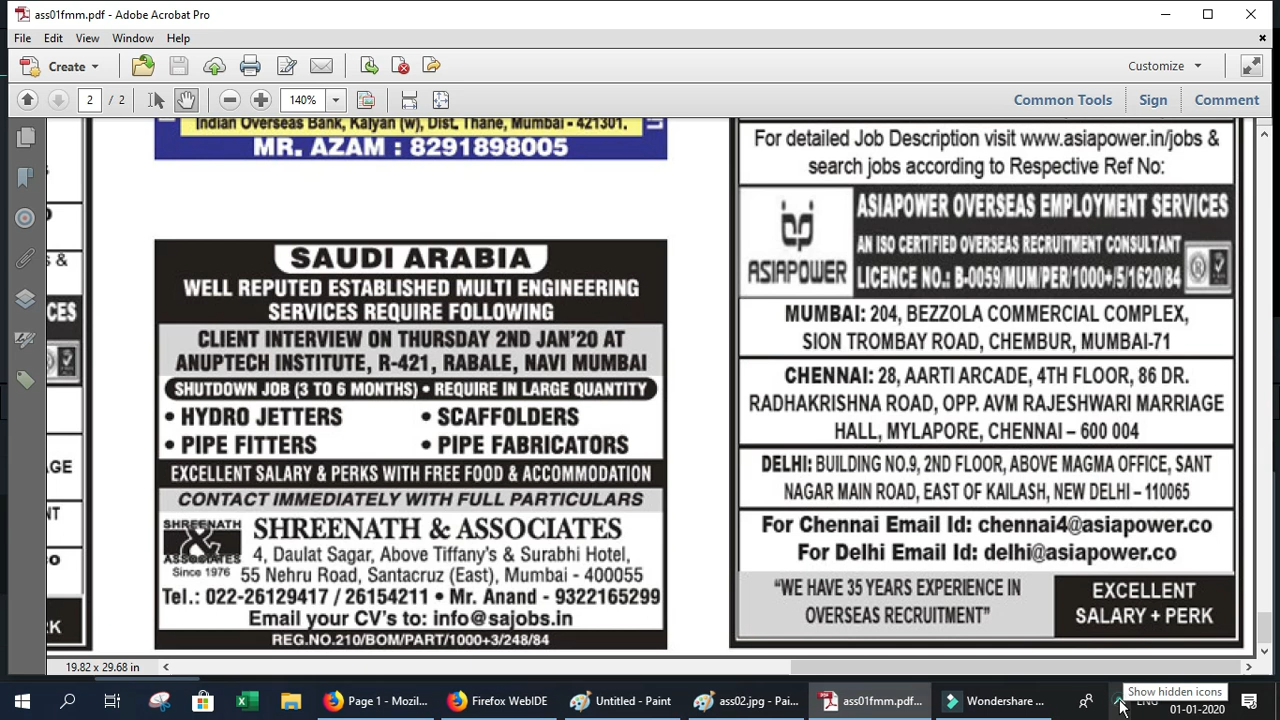 ass01fmm.pdf - Adobe Acrobat Pro
File Edit View Window Help
Create
Customize
2 / 2
140%
Common Tools Sign Comment
Indian Overseas Bank, Kalyan (w), Dist. Thane, Mumbai - 421301.
MR. AZAM : 8291898005
SAUDI ARABIA
WELL REPUTED ESTABLISHED MULTI ENGINEERING
SERVICES REQUIRE FOLLOWING
CLIENT INTERVIEW ON THURSDAY 2ND JAN'20 AT
ANUPTECH INSTITUTE, R-421, RABALE, NAVI MUMBAI
SHUTDOWN JOB (3 TO 6 MONTHS) • REQUIRE IN LARGE QUANTITY
• HYDRO JETTERS • SCAFFOLDERS
• PIPE FITTERS • PIPE FABRICATORS
EXCELLENT SALARY & PERKS WITH FREE FOOD & ACCOMMODATION
CONTACT IMMEDIATELY WITH FULL PARTICULARS
SHREENATH
&
ASSOCIATES
Since 1976
SHREENATH & ASSOCIATES
4, Daulat Sagar, Above Tiffany's & Surabhi Hotel,
55 Nehru Road, Santacruz (East), Mumbai - 400055
Tel.: 022-26129417 / 26154211 • Mr. Anand - 9322165299
Email your CV's to: info@sajobs.in
REG.NO.210/BOM/PART/1000+3/248/84
For detailed Job Description visit www.asiapower.in/jobs &
search jobs according to Respective Ref No:
ASIAPOWER
ASIAPOWER OVERSEAS EMPLOYMENT SERVICES
AN ISO CERTIFIED OVERSEAS RECRUITMENT CONSULTANT
LICENCE NO.: B-0059/MUM/PER/1000+/5/1620/84
MUMBAI: 204, BEZZOLA COMMERCIAL COMPLEX,
SION TROMBAY ROAD, CHEMBUR, MUMBAI-71
CHENNAI: 28, AARTI ARCADE, 4TH FLOOR, 86 DR.
RADHAKRISHNA ROAD, OPP. AVM RAJESHWARI MARRIAGE
HALL, MYLAPORE, CHENNAI – 600 004
DELHI: BUILDING NO.9, 2ND FLOOR, ABOVE MAGMA OFFICE, SANT
NAGAR MAIN ROAD, EAST OF KAILASH, NEW DELHI – 110065
For Chennai Email Id: chennai4@asiapower.co
For Delhi Email Id: delhi@asiapower.co
"WE HAVE 35 YEARS EXPERIENCE IN
OVERSEAS RECRUITMENT"
EXCELLENT
SALARY + PERK
19.82 x 29.68 in
Show hidden icons
Page 1 - Mozil... Firefox WebIDE Untitled - Paint ass02.jpg - Pai... ass01fmm.pdf... Wondershare ... ENG
01-01-2020